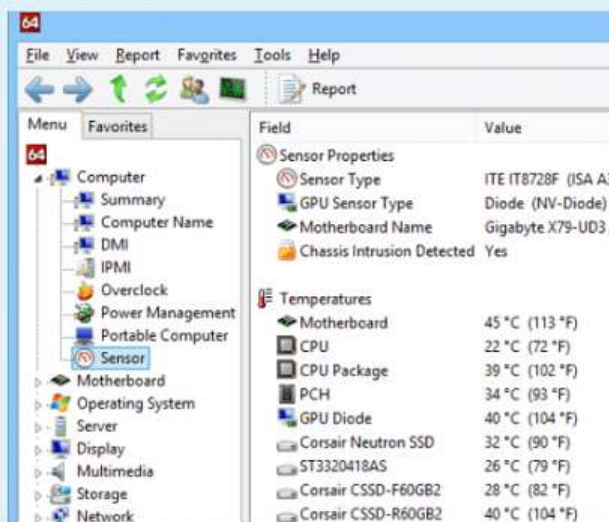 64
File View Report Favorites Tools Help
Report
Menu Favorites
64
Computer
Summary
Computer Name
DMI
IPMI
Overclock
Power Management
Portable Computer
Sensor
Motherboard
Operating System
Server
Display
Multimedia
Storage
Network
Field Value
Sensor Properties
Sensor Type ITE IT8728F (ISA A
GPU Sensor Type Diode (NV-Diode)
Motherboard Name Gigabyte X79-UD3
Chassis Intrusion Detected Yes
Temperatures
Motherboard 45 °C (113 °F)
CPU 22 °C (72 °F)
CPU Package 39 °C (102 °F)
PCH 34 °C (93 °F)
GPU Diode 40 °C (104 °F)
Corsair Neutron SSD 32 °C (90 °F)
ST3320418AS 26 °C (79 °F)
Corsair CSSD-F60GB2 28 °C (82 °F)
Corsair CSSD-R60GB2 40 °C (104 °F)